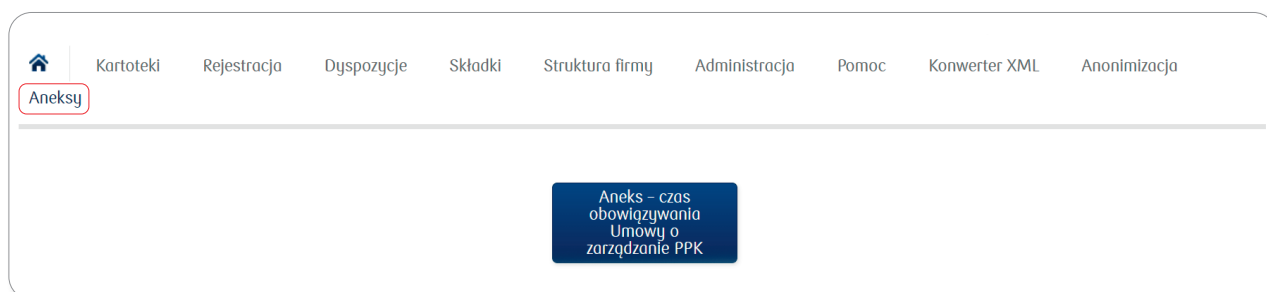 Kartoteki Rejestracja Dyspozycje Składki Struktura firmy Administracja Pomoc Konwerter XML Anonimizacja
Aneksy
Aneks – czas
obowiązywania
Umowy o
zarządzanie PPK